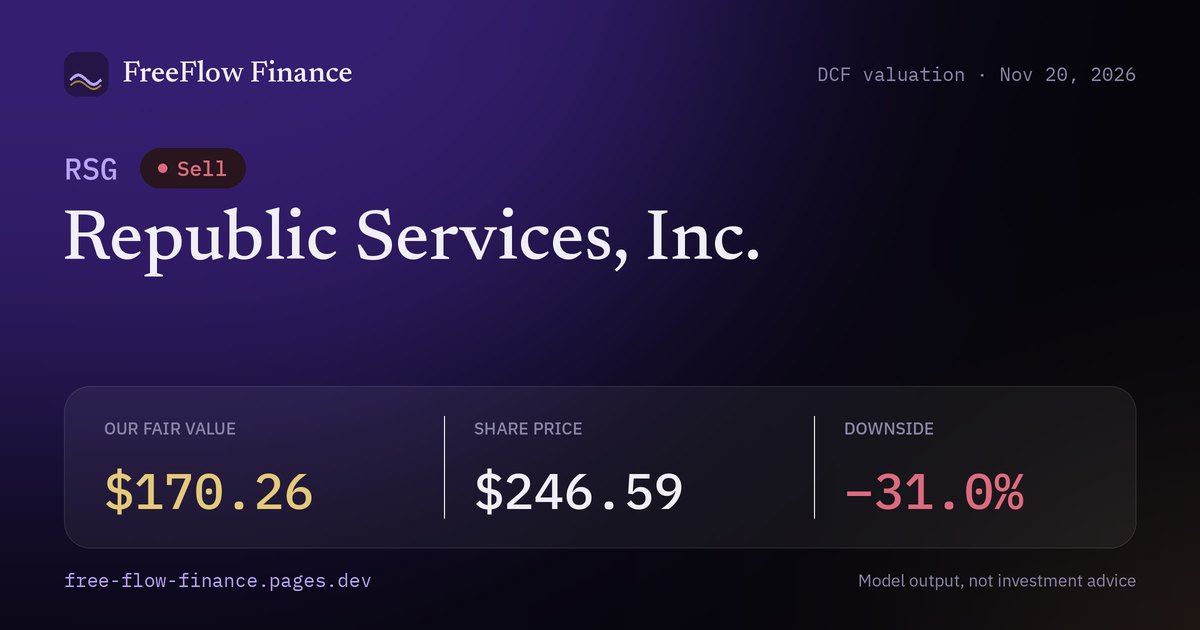 FreeFlow Finance
DCF valuation · Nov 20, 2026
RSG
Sell
Republic Services, Inc.
OUR FAIR VALUE
$170.26
SHARE PRICE
$246.59
DOWNSIDE
−31.0%
free-flow-finance.pages.dev
Model output, not investment advice